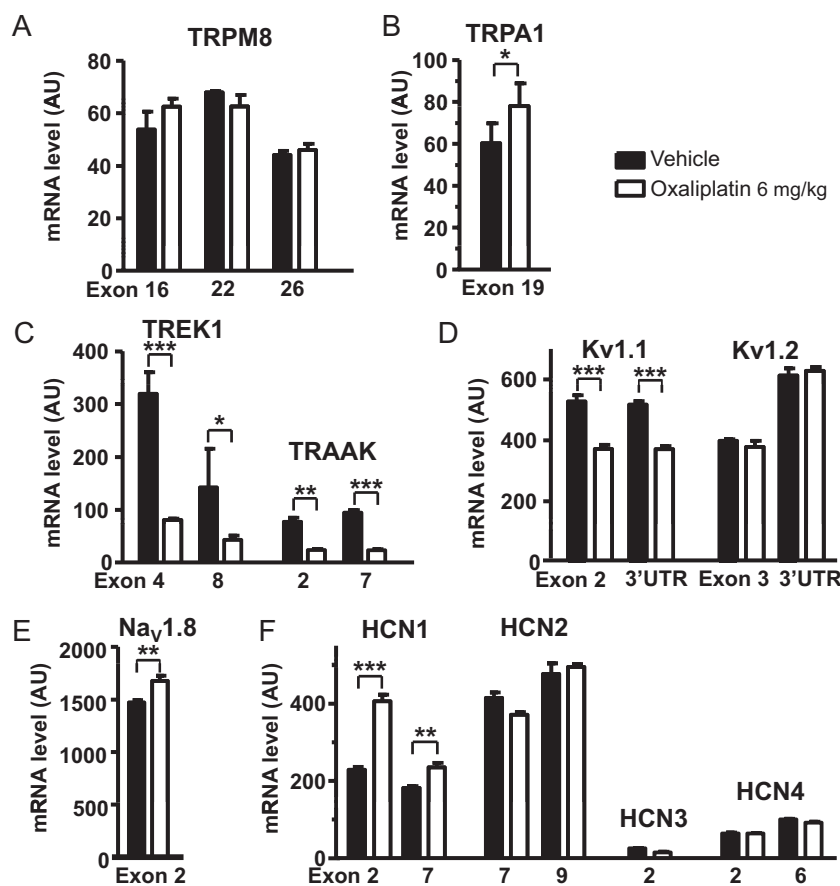 A
TRPM8
mRNA level (AU)
80
60
40
20
0
Exon 16 22 26
B
TRPA1
*
mRNA level (AU)
100
80
60
40
20
0
Exon 19
Vehicle
Oxaliplatin 6 mg/kg
C
TREK1
***
*
TRAAK
**
***
mRNA level (AU)
400
300
200
100
0
Exon 4 8 2 7
D
Kv1.1 Kv1.2
***
***
mRNA level (AU)
600
400
200
0
Exon 2 3'UTR Exon 3 3'UTR
E
NaV1.8
**
mRNA level (AU)
2000
1500
1000
500
0
Exon 2
F
HCN1 HCN2
***
**
HCN3
HCN4
mRNA level (AU)
400
200
0
Exon 2 7 7 9 2 2 6